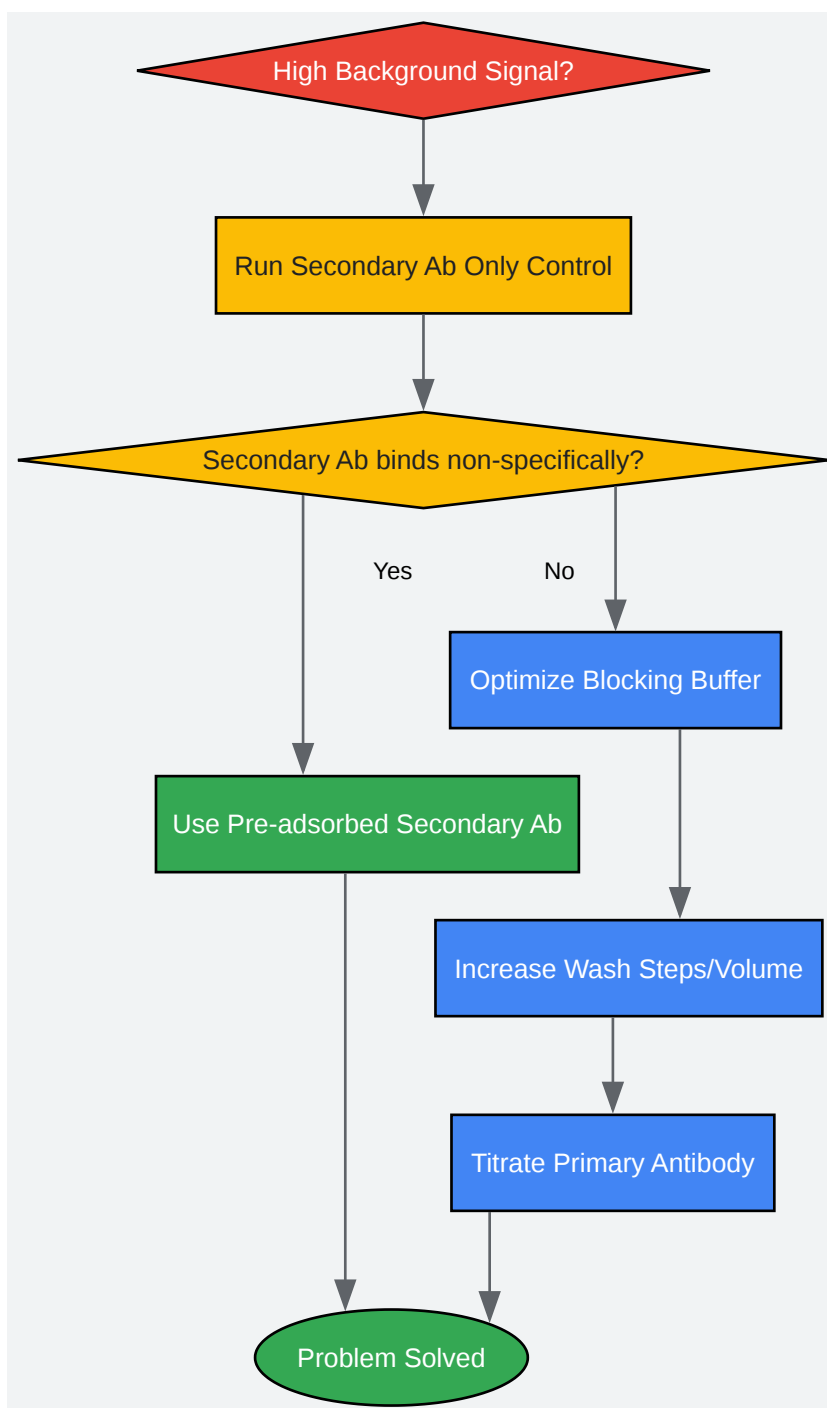 High Background Signal?
Run Secondary Ab Only Control
Secondary Ab binds non-specifically?
Yes
No
Optimize Blocking Buffer
Use Pre-adsorbed Secondary Ab
Increase Wash Steps/Volume
Titrate Primary Antibody
Problem Solved